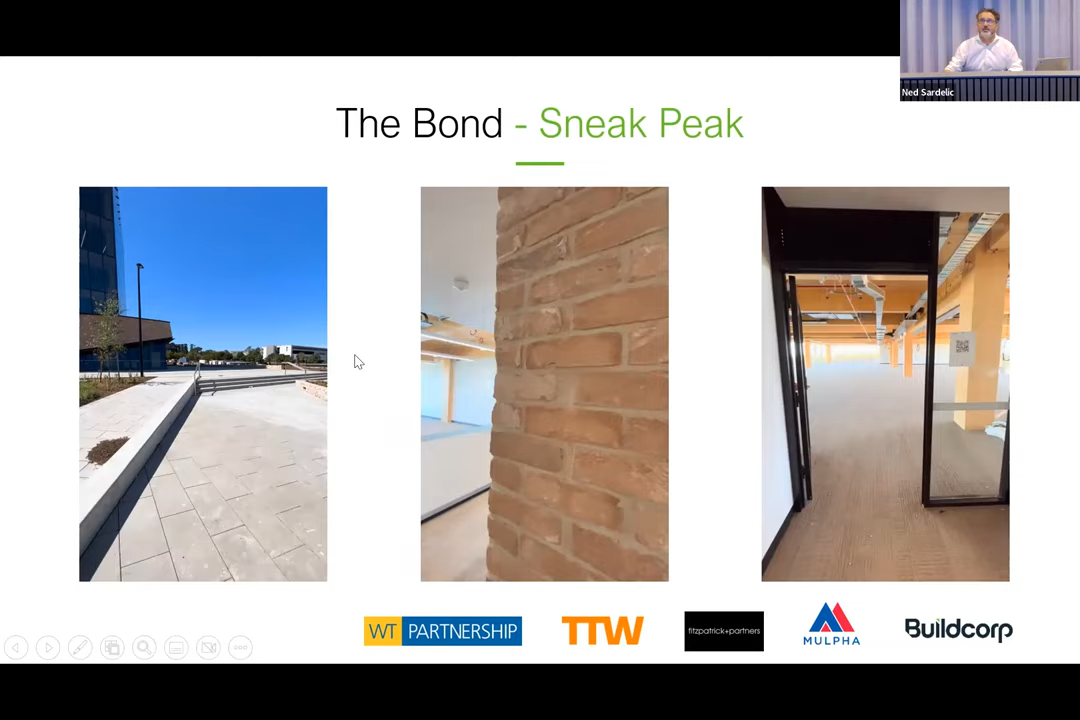 Ned Sardelic
The Bond - Sneak Peak
WT PARTNERSHIP
TTW
fitzpatrick+partners
MULPHA
Buildcorp